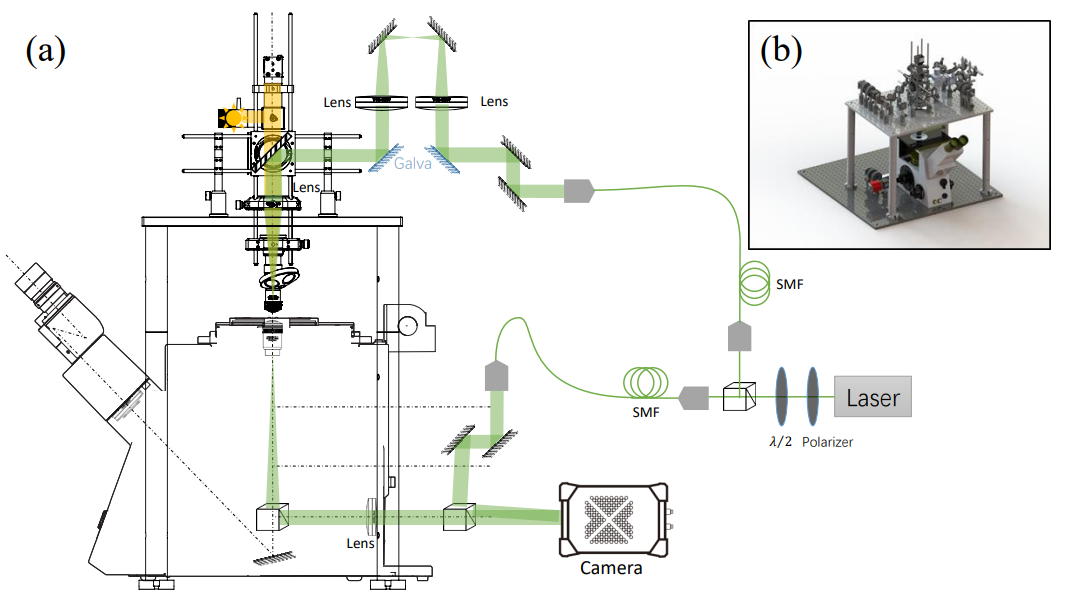 (a)
(b)
Lens
Lens
Galva
Lens
SMF
SMF
Laser
λ/2
Polarizer
Lens
Camera